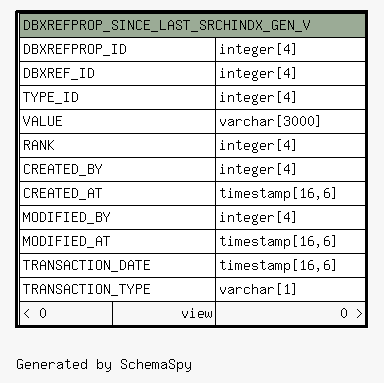 DBXREFPROP_SINCE_LAST_SRCHINDX_GEN_V
DBXREFPROP_ID integer[4]
DBXREF_ID integer[4]
TYPE_ID integer[4]
VALUE varchar[3000]
RANK integer[4]
CREATED_BY integer[4]
CREATED_AT timestamp[16,6]
MODIFIED_BY integer[4]
MODIFIED_AT timestamp[16,6]
TRANSACTION_DATE timestamp[16,6]
TRANSACTION_TYPE varchar[1]
< 0 view 0 >
Generated by SchemaSpy